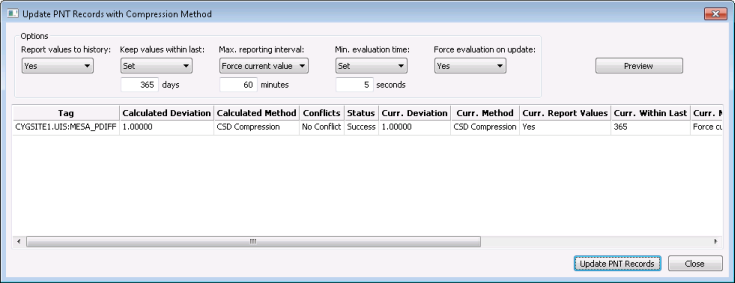 Update PNT Records with Compression Method
Options
Report values to history: Keep values within last: Max. reporting interval: Min. evaluation time: Force evaluation on update:
Yes Set Force current value Set Yes Preview
365 days 60 minutes 5 seconds
Tag Calculated Deviation Calculated Method Conflicts Status Curr. Deviation Curr. Method Curr. Report Values Curr. Within Last Curr.
CYGSITE1.UIS:MESA_PDIFF 1.00000 CSD Compression No Conflict Success 1.00000 CSD Compression Yes 365 Force
Update PNT Records Close